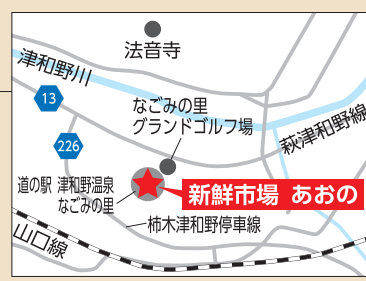 法音寺
津和野川
13
なごみの里
グランドゴルフ場
萩津和野線
226
道の駅 津和野温泉
なごみの里
新鮮市場 あおの
柿木津和野停車線
山口線